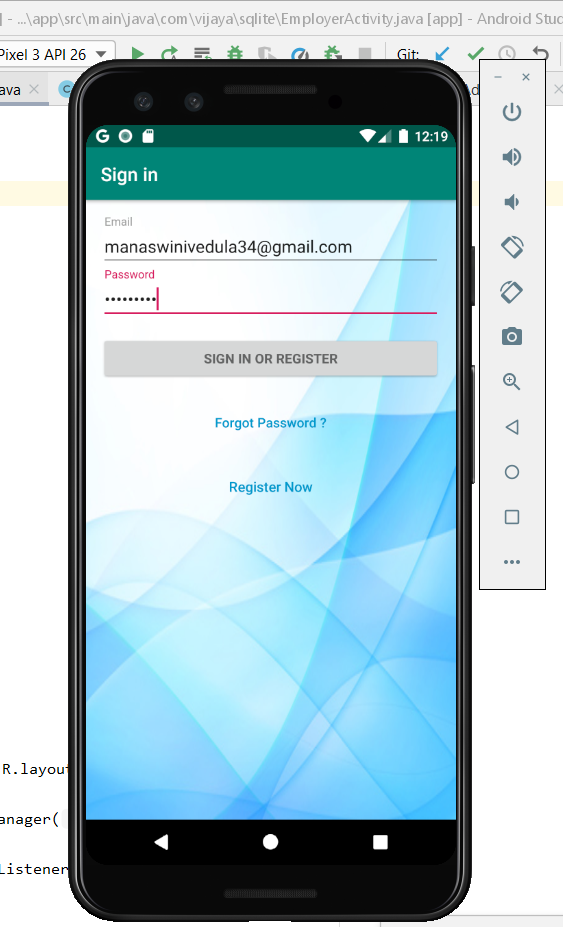 ] - ...\app\src\main\java\com\vijaya\sqlite\EmployerActivity.java [app] - Android Stud
Pixel 3 API 26
Git:
ava
12:19
Sign in
Email
manaswinivedula34@gmail.com
Password
•••••••••
SIGN IN OR REGISTER
Forgot Password ?
Register Now
R.layout
anager(
Listener